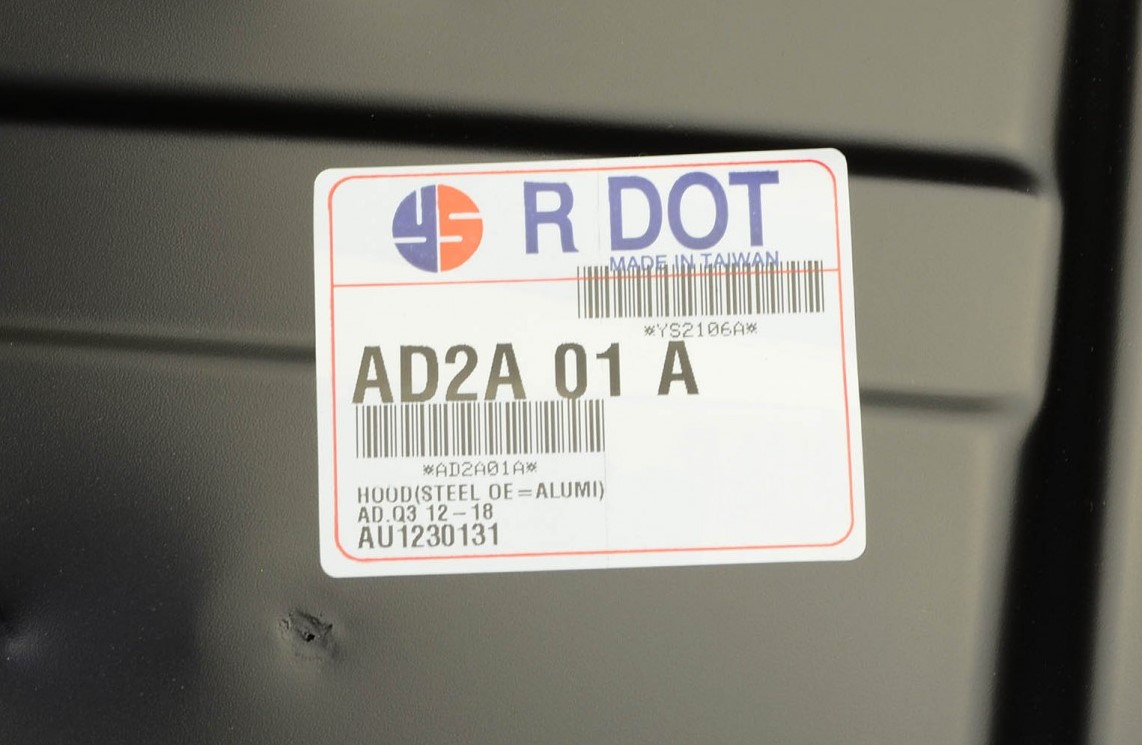 YS R DOT
MADE IN TAIWAN
*YS2106A*
AD2A 01 A
*AD2A01A*
HOOD(STEEL OE=ALUMI)
AD.Q3 12-18
AU1230131